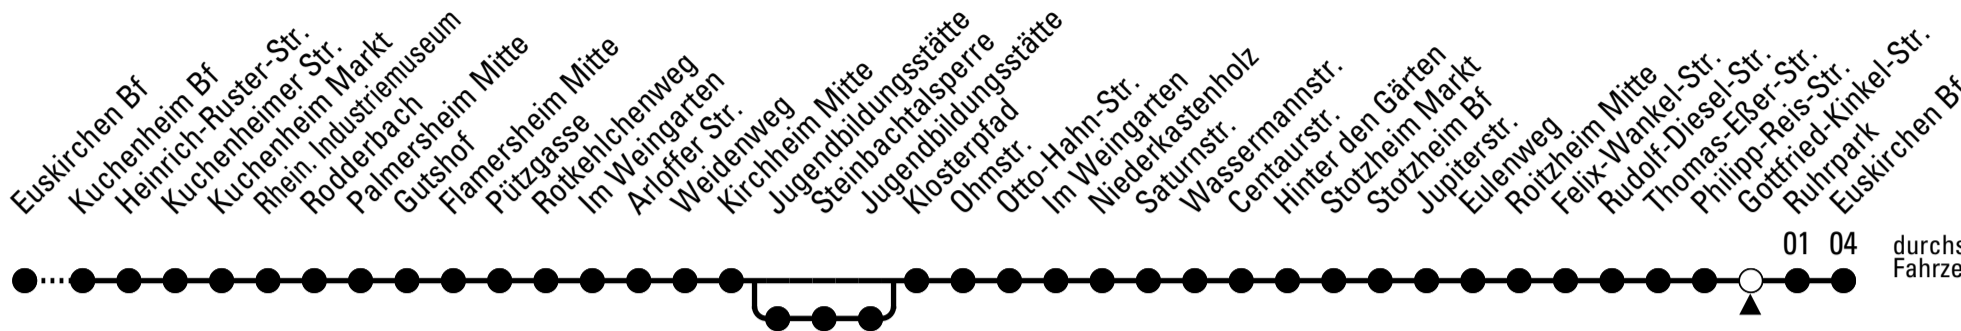 Euskirchen Bf
Kuchenheim Bf
Heinrich-Ruster-Str.
Kuchenheimer Str.
Kuchenheim Markt
Rhein. Industriemuseum
Rodderbach
Palmersheim Mitte
Gutshof
Flamersheim Mitte
Pützgasse
Rotkehlchenweg
Im Weingarten
Arloffer Str.
Weidenweg
Kirchheim Mitte
Jugendbildungsstätte
Steinbachtalsperre
Jugendbildungsstätte
Klosterpfad
Ohmstr.
Otto-Hahn-Str.
Im Weingarten
Niederkastenholz
Saturnstr.
Wassermannstr.
Centaurstr.
Hinter den Gärten
Stotzheim Markt
Stotzheim Bf
Jupiterstr.
Eulenweg
Roitzheim Mitte
Felix-Wankel-Str.
Rudolf-Diesel-Str.
Thomas-Eßer-Str.
Philipp-Reis-Str.
Gottfried-Kinkel-Str.
Ruhrpark
Euskirchen Bf
01 04
durchs
Fahrze